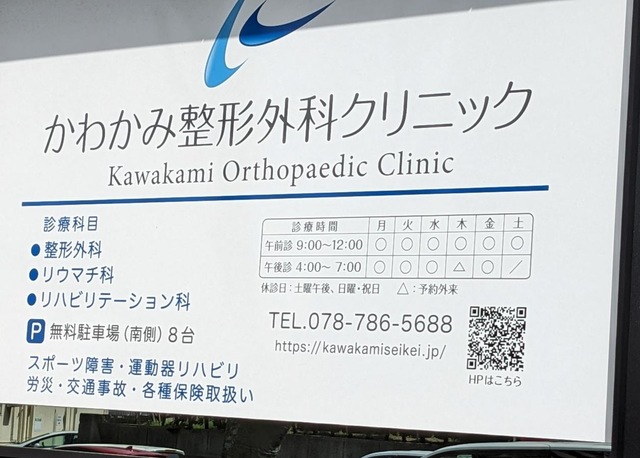 かわかみ整形外科クリニック
Kawakami Orthopaedic Clinic
診療科目
●整形外科
●リウマチ科
●リハビリテーション科
P 無料駐車場(南側)8台
スポーツ障害・運動器リハビリ
労災・交通事故・各種保険取扱い
診療時間 月 火 水 木 金 土
午前診 9:00〜12:00 ○ ○ ○ ○ ○ ○
午後診 4:00〜 7:00 ○ ○ ○ △ ○ /
休診日:土曜午後、日曜・祝日 △:予約外来
TEL.078-786-5688
https://kawakamiseikei.jp/
HPはこちら